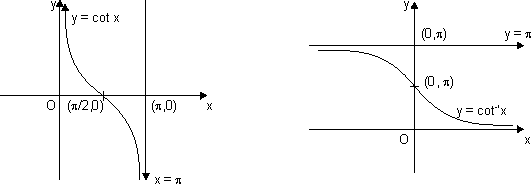 y
y = cot x
O
(π/2,0)
(π,0)
x
x = π
y
(0,π)
y = π
(0, π)
y = cot⁻¹x
O
x